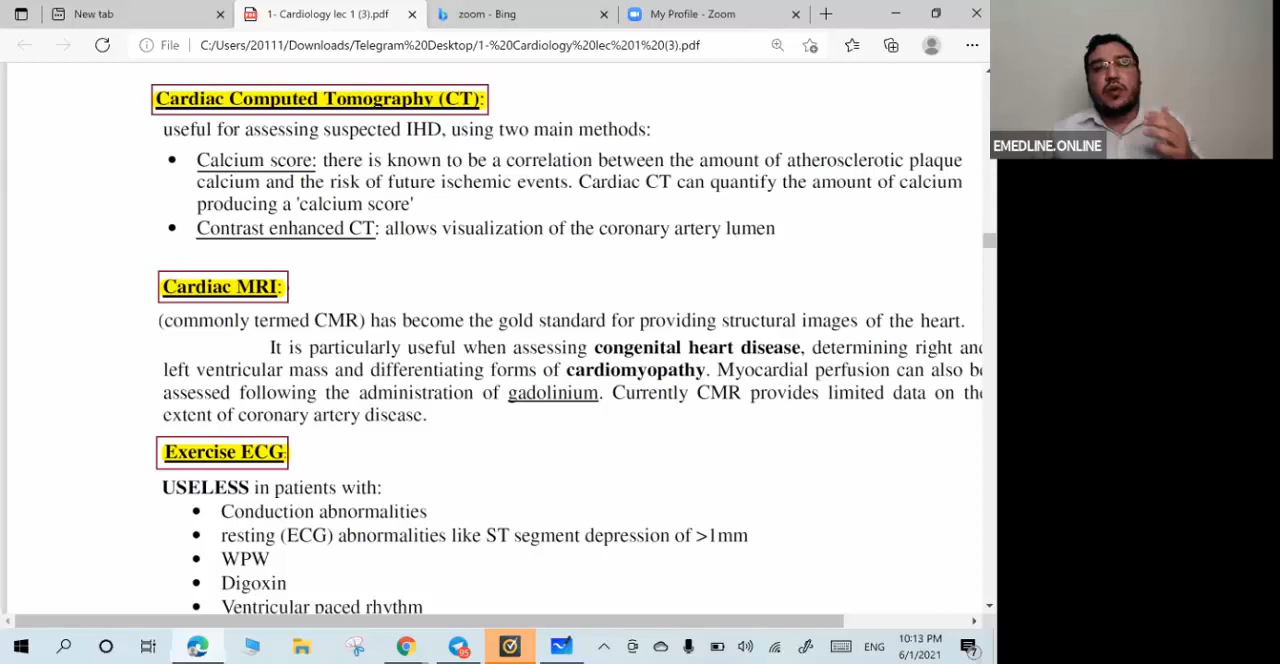 New tab
1- Cardiology lec 1 (3).pdf
zoom - Bing
My Profile - Zoom
File
C:/Users/20111/Downloads/Telegram%20Desktop/1-%20Cardiology%20lec%201%20(3).pdf
Cardiac Computed Tomography (CT):
useful for assessing suspected IHD, using two main methods:
• Calcium score: there is known to be a correlation between the amount of atherosclerotic plaque
calcium and the risk of future ischemic events. Cardiac CT can quantify the amount of calcium
producing a 'calcium score'
• Contrast enhanced CT: allows visualization of the coronary artery lumen
Cardiac MRI:
(commonly termed CMR) has become the gold standard for providing structural images of the heart.
It is particularly useful when assessing congenital heart disease, determining right and
left ventricular mass and differentiating forms of cardiomyopathy. Myocardial perfusion can also be
assessed following the administration of gadolinium. Currently CMR provides limited data on the
extent of coronary artery disease.
Exercise ECG:
USELESS in patients with:
• Conduction abnormalities
• resting (ECG) abnormalities like ST segment depression of >1mm
• WPW
• Digoxin
• Ventricular paced rhythm
EMEDLINE.ONLINE
05
ENG
10:13 PM
6/1/2021
7